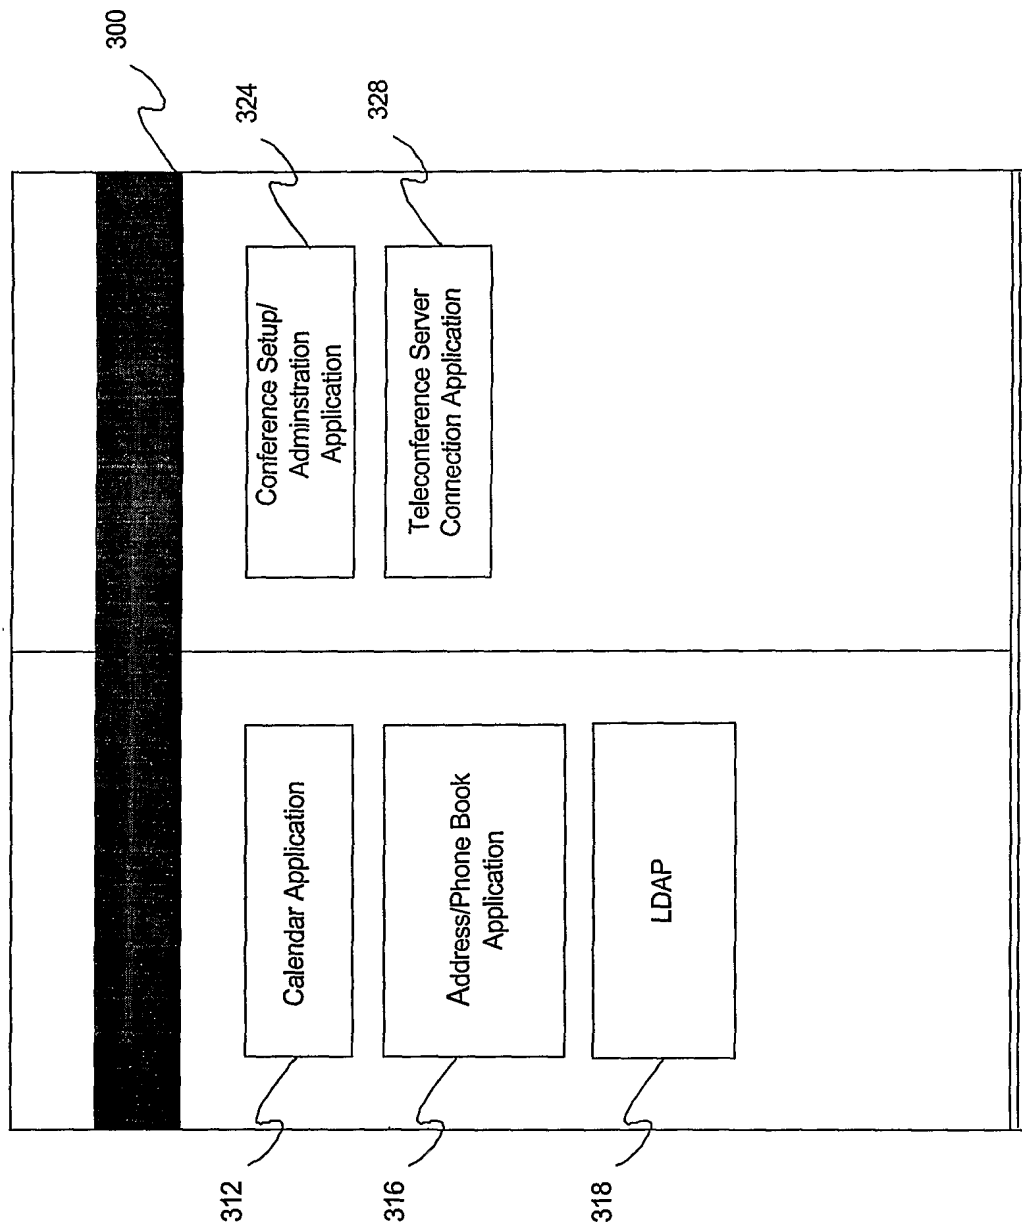 300
312
Calendar Application
316
Address/Phone Book
Application
318
LDAP
324
Conference Setup/
Adminstration
Application
328
Teleconference Server
Connection Application